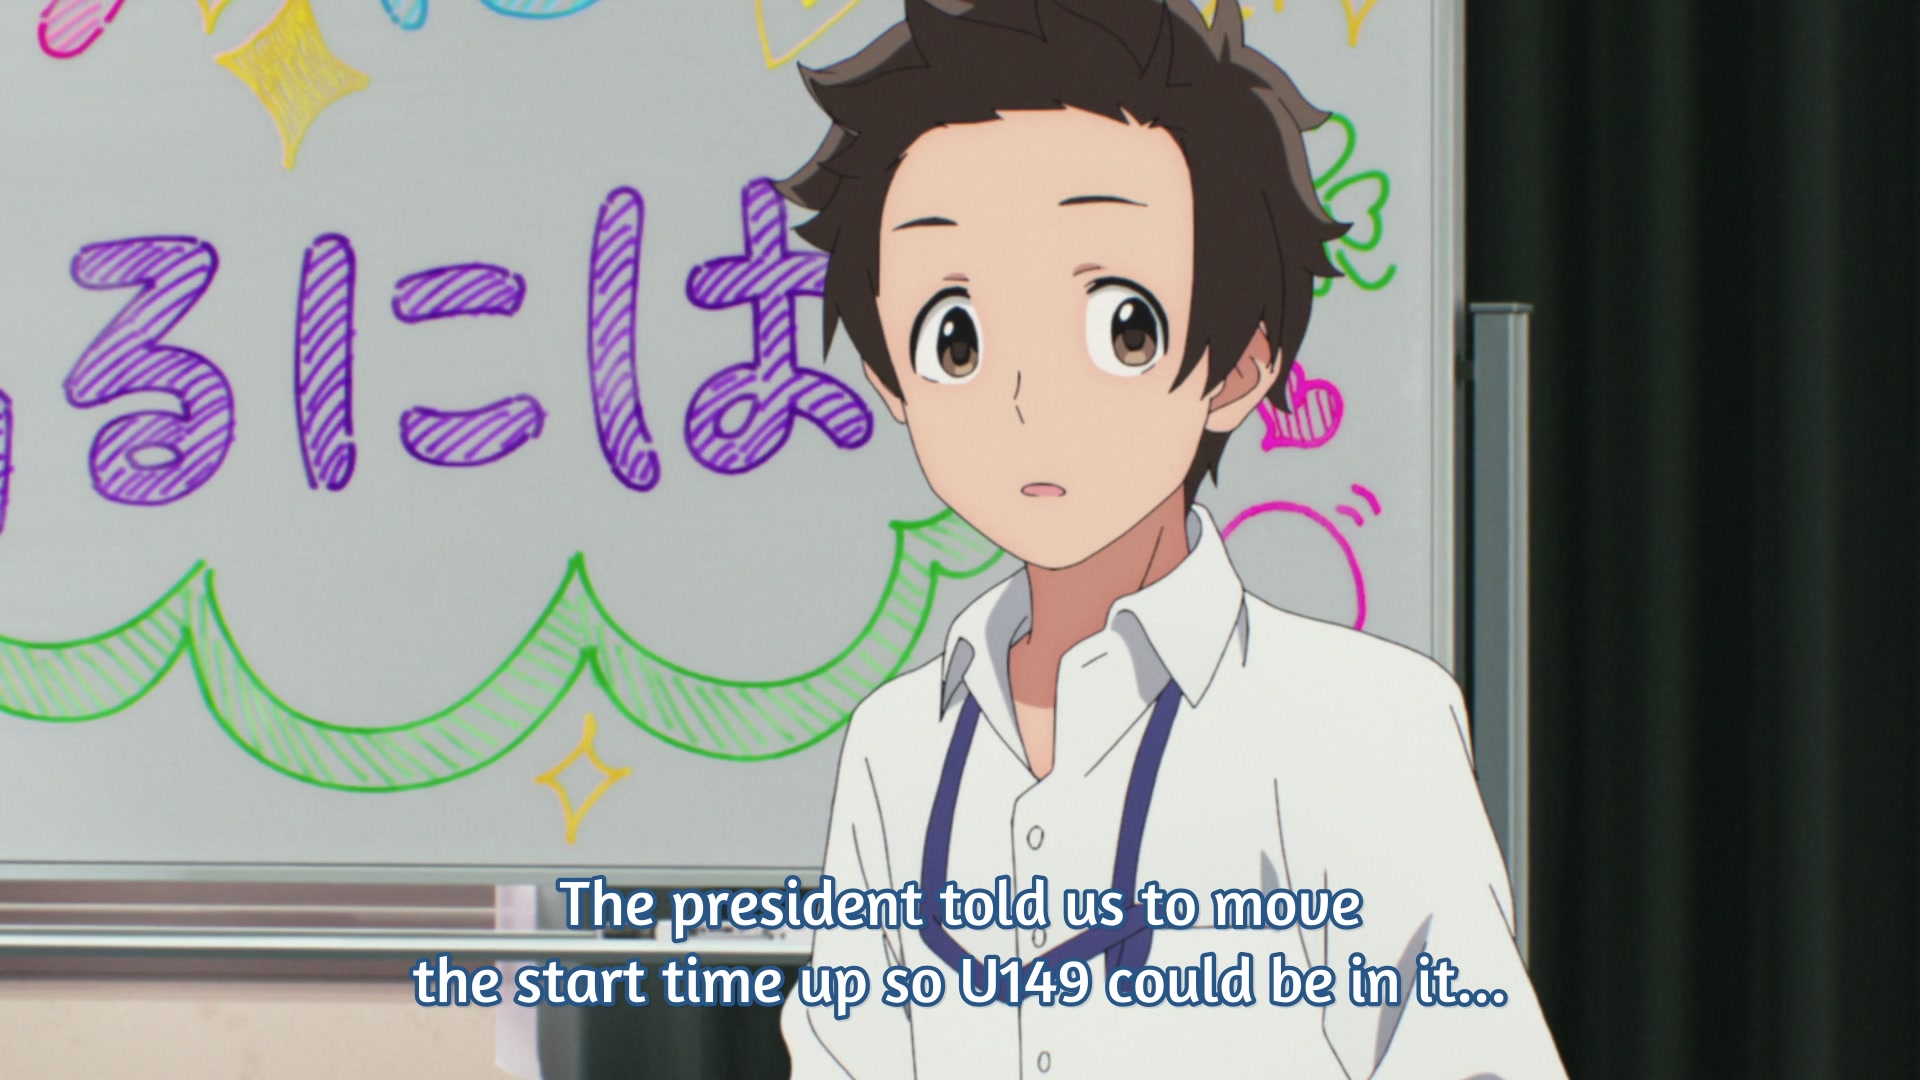 るには
The president told us to move
the start time up so U149 could be in it...